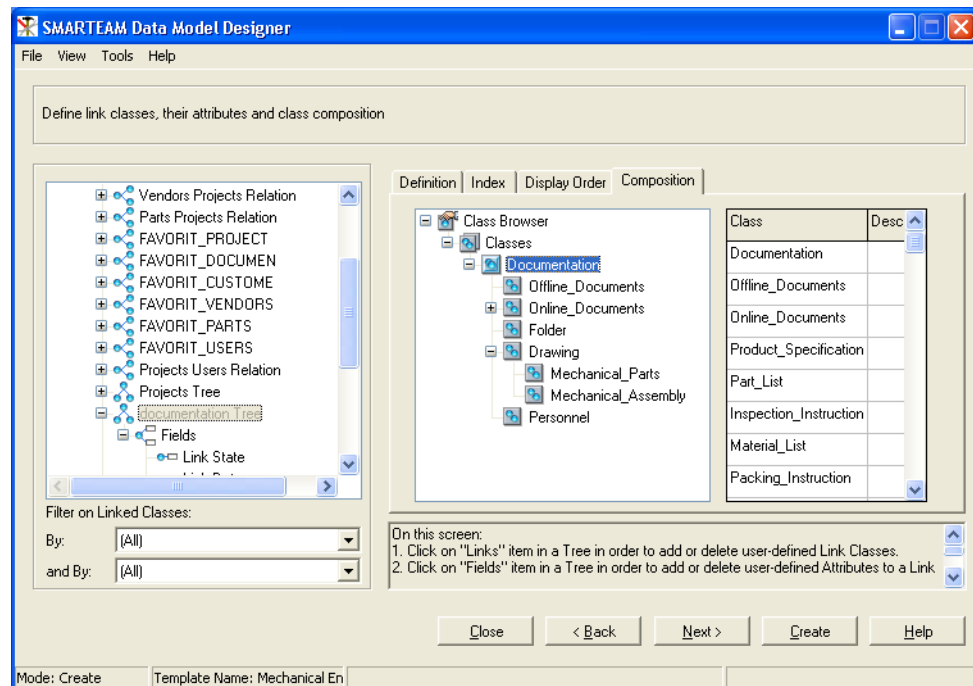 SMARTEAM Data Model Designer
File View Tools Help
Define link classes, their attributes and class composition
Vendors Projects Relation
Parts Projects Relation
FAVORIT_PROJECT
FAVORIT_DOCUMEN
FAVORIT_CUSTOME
FAVORIT_VENDORS
FAVORIT_PARTS
FAVORIT_USERS
Projects Users Relation
Projects Tree
documentation Tree
Fields
Link State
Filter on Linked Classes:
By: (All)
and By: (All)
Definition Index Display Order Composition
Class Browser
Classes
Documentation
Offline_Documents
Online_Documents
Folder
Drawing
Mechanical_Parts
Mechanical_Assembly
Personnel
Class Desc
Documentation
Offline_Documents
Online_Documents
Product_Specification
Part_List
Inspection_Instruction
Material_List
Packing_Instruction
On this screen:
1. Click on "Links" item in a Tree in order to add or delete user-defined Link Classes.
2. Click on "Fields" item in a Tree in order to add or delete user-defined Attributes to a Link
Close < Back Next > Create Help
Mode: Create Template Name: Mechanical En